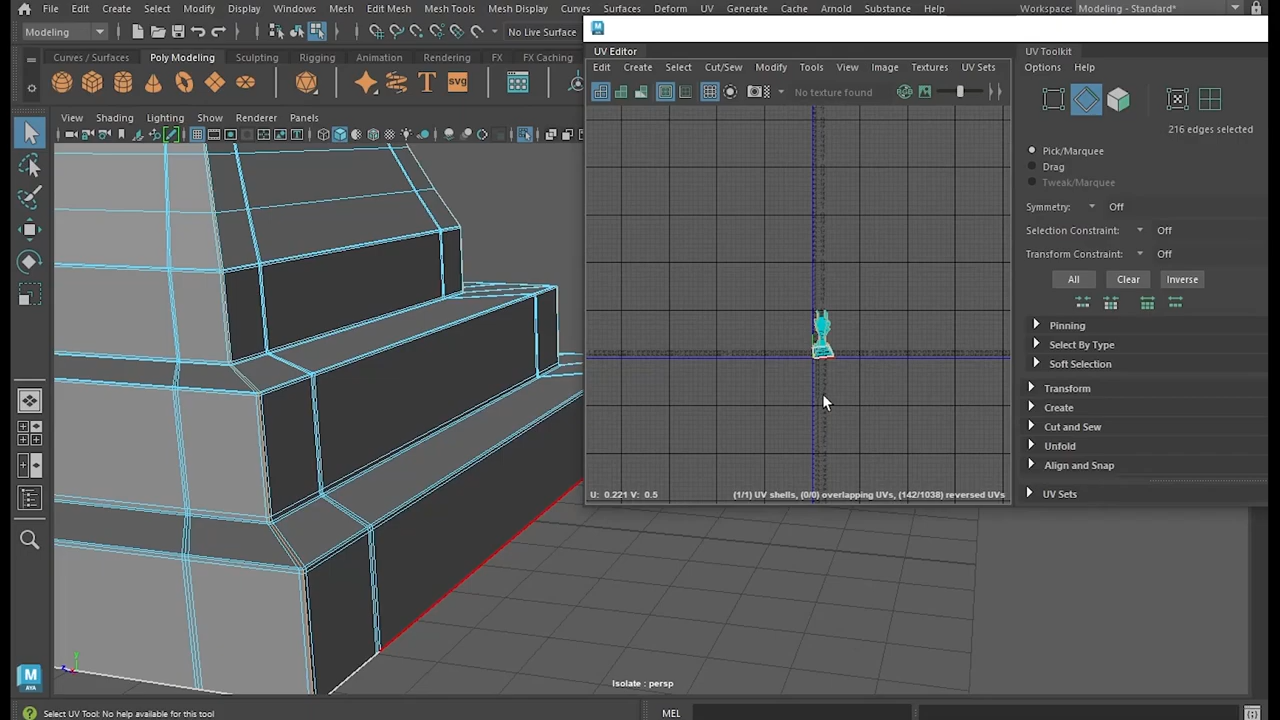 File Edit Create Select Modify Display Windows Mesh Edit Mesh Mesh Tools Mesh Display Curves Surfaces Deform UV Generate Cache Arnold Substance Help Workspace: Modeling - Standard*
Modeling No Live Surface
Curves / Surfaces Poly Modeling Sculpting Rigging Animation Rendering FX FX Caching
T svg
View Shading Lighting Show Renderer Panels
UV Editor
Edit Create Select Cut/Sew Modify Tools View Image Textures UV Sets
No texture found
U: 0.221 V: 0.5 (1/1) UV shells, (0/0) overlapping UVs, (142/1038) reversed UVs
UV Toolkit
Options Help
216 edges selected
Pick/Marquee
Drag
Tweak/Marquee
Symmetry: Off
Selection Constraint: Off
Transform Constraint: Off
All Clear Inverse
Pinning
Select By Type
Soft Selection
Transform
Create
Cut and Sew
Unfold
Align and Snap
UV Sets
y
z
Isolate : persp
M
AYA
Select UV Tool: No help available for this tool
MEL